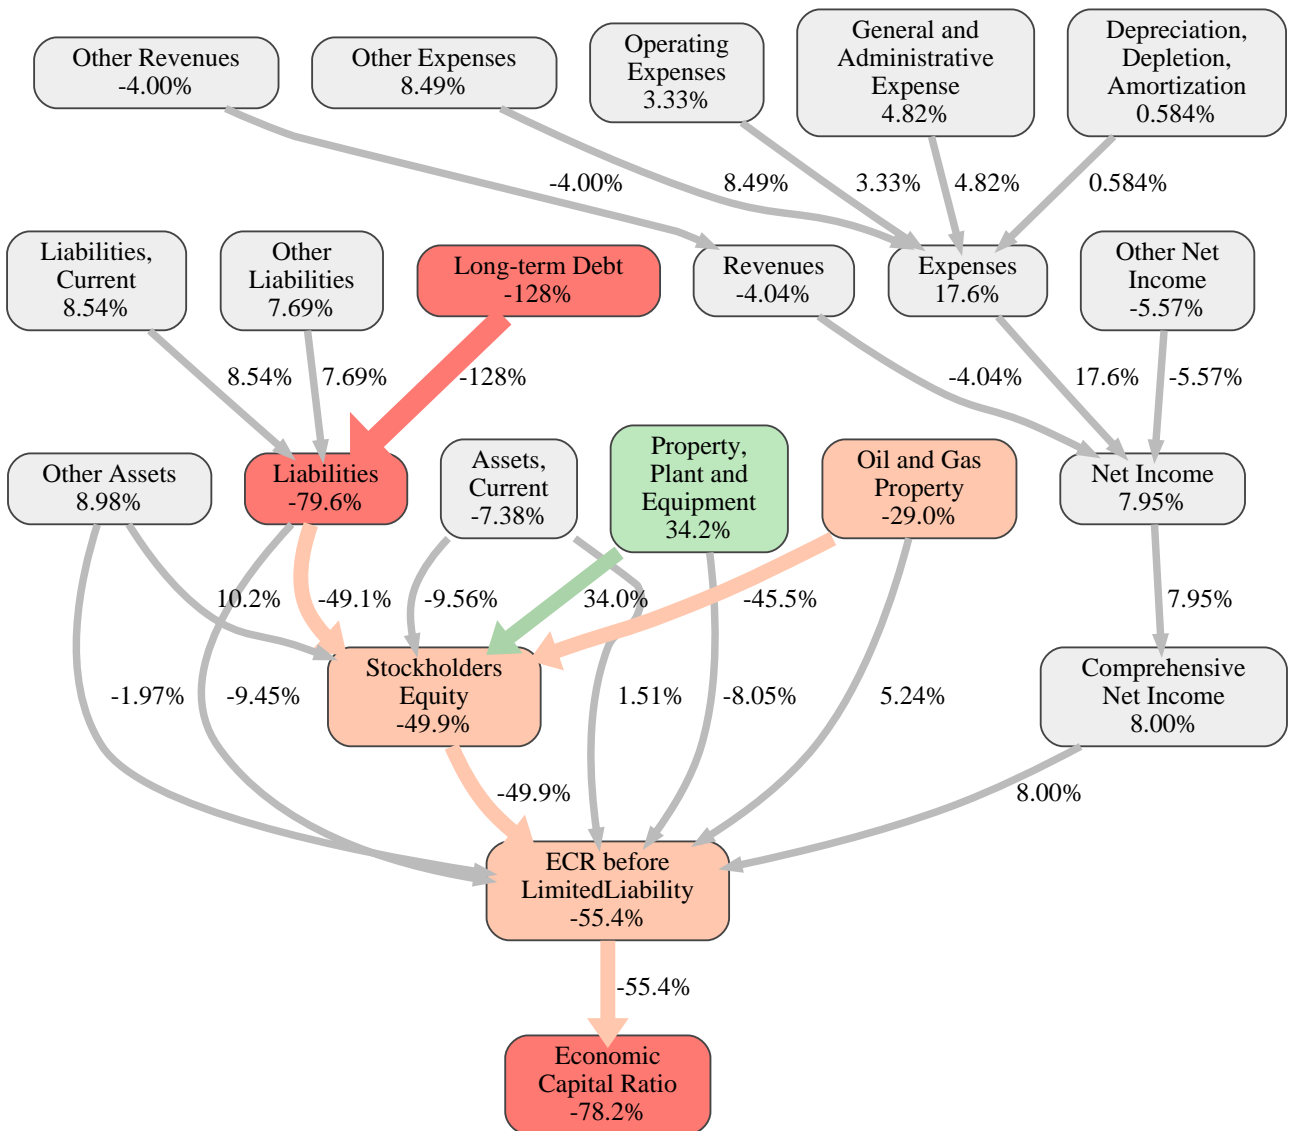 Other Revenues
-4.00%
Other Expenses
8.49%
Operating
Expenses
3.33%
General and
Administrative
Expense
4.82%
Depreciation,
Depletion,
Amortization
0.584%
-4.00%
8.49%
3.33%
4.82%
0.584%
Liabilities,
Current
8.54%
Other
Liabilities
7.69%
Long-term Debt
-128%
Revenues
-4.04%
Expenses
17.6%
Other Net
Income
-5.57%
8.54%
7.69%
-128%
-4.04%
17.6%
-5.57%
Other Assets
8.98%
Liabilities
-79.6%
Assets,
Current
-7.38%
Property,
Plant and
Equipment
34.2%
Oil and Gas
Property
-29.0%
Net Income
7.95%
10.2%
-49.1%
-9.56%
34.0%
-45.5%
7.95%
Stockholders
Equity
-49.9%
Comprehensive
Net Income
8.00%
-1.97%
-9.45%
1.51%
-8.05%
5.24%
-49.9%
8.00%
ECR before
LimitedLiability
-55.4%
-55.4%
Economic
Capital Ratio
-78.2%